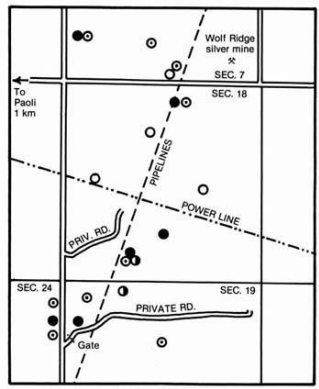 Wolf Ridge
silver mine
SEC. 7
To
Paoli
1 km
SEC. 18
PIPELINES
POWER LINE
PRIV. RD.
SEC. 24
SEC. 19
PRIVATE RD.
Gate